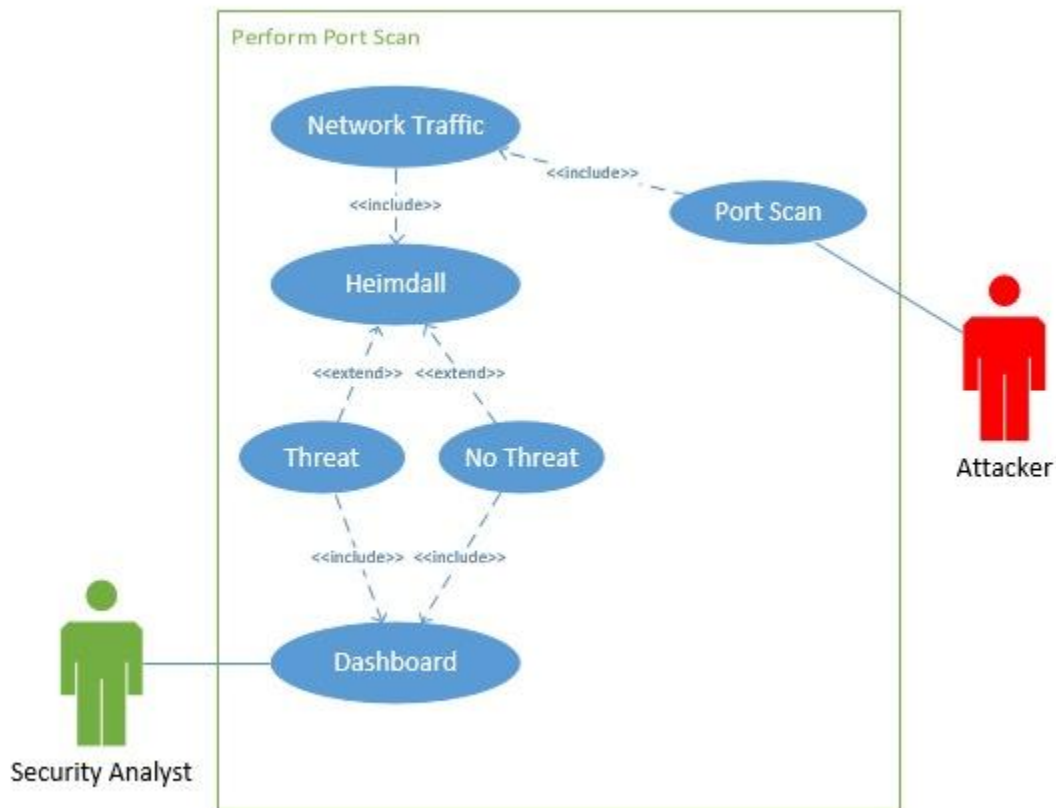 Perform Port Scan
Network Traffic
<<include>>
<<include>>
Port Scan
Heimdall
<<extend>>
<<extend>>
Threat
No Threat
Attacker
<<include>>
<<include>>
Dashboard
Security Analyst